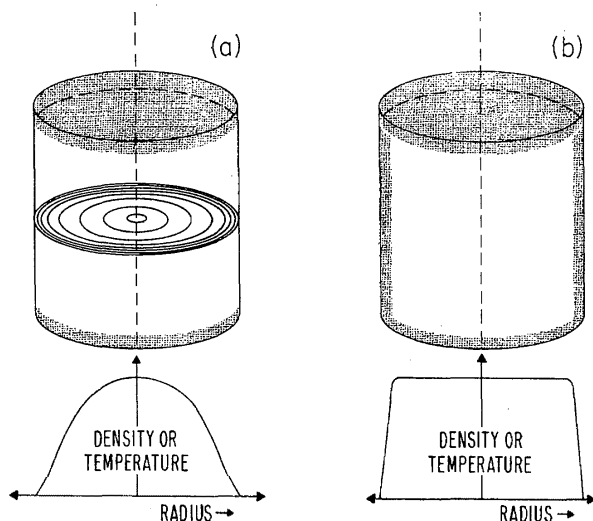 (a)
(b)
DENSITY OR
TEMPERATURE
RADIUS→
DENSITY OR
TEMPERATURE
RADIUS→